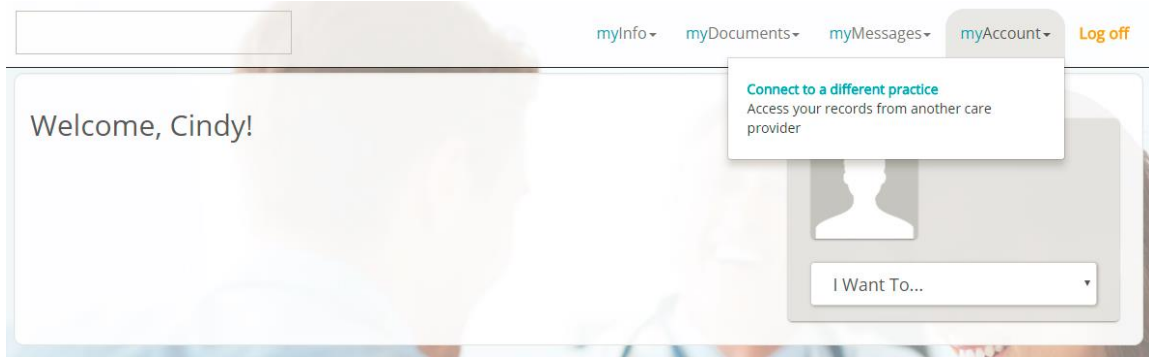 myInfo myDocuments myMessages myAccount Log off
Connect to a different practice
Access your records from another care
provider
Welcome, Cindy!
I Want To...